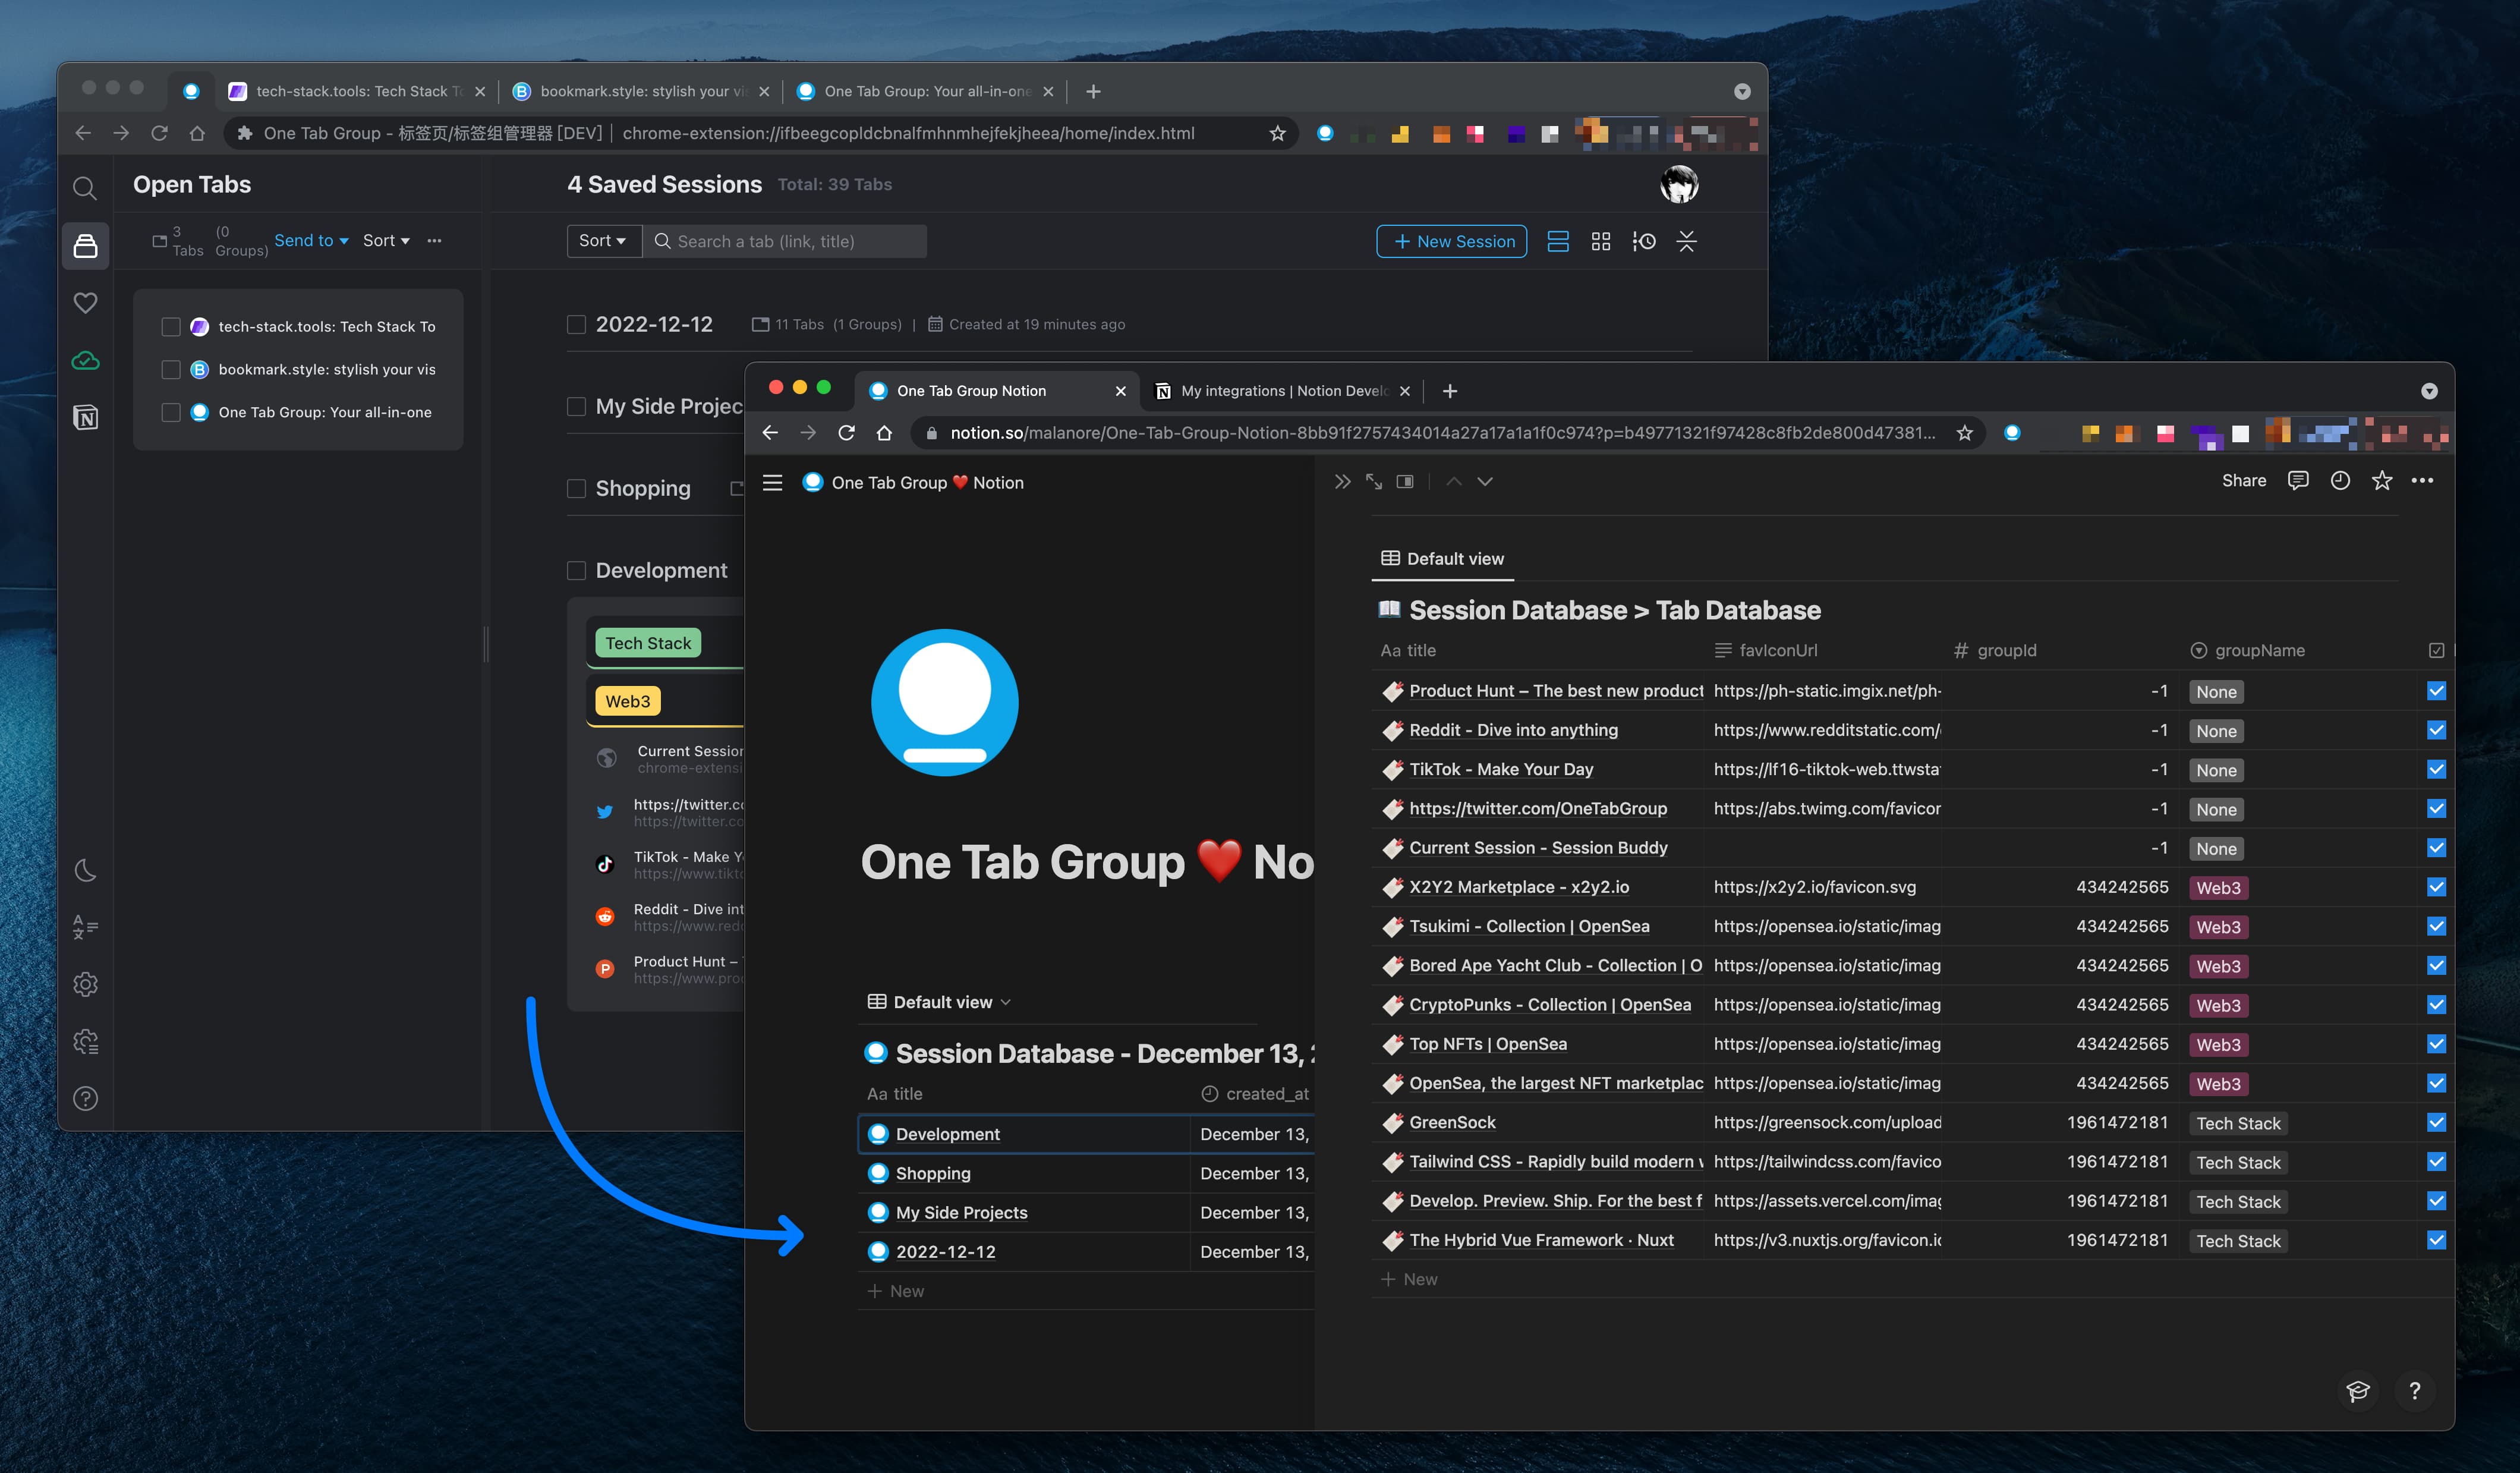 tech-stack.tools: Tech Stack To
bookmark.style: stylish your vis
One Tab Group: Your all-in-one
One Tab Group - 标签页/标签组管理器 [DEV]
chrome-extension://ifbeegcopldcbnalfmhnmhejfekjheea/home/index.html
Open Tabs
3 Tabs
(0 Groups)
Send to
Sort
tech-stack.tools: Tech Stack To
bookmark.style: stylish your vis
One Tab Group: Your all-in-one
4 Saved Sessions
Total: 39 Tabs
Sort
Search a tab (link, title)
New Session
2022-12-12
11 Tabs (1 Groups) | Created at 19 minutes ago
My Side Projec
Shopping
Development
Tech Stack
Web3
Current Session
chrome-extensi
https://twitter.co
https://twitter.co
TikTok - Make Y
https://www.tikto
Reddit - Dive int
https://www.redd
Product Hunt –
https://www.pro
One Tab Group Notion
My integrations | Notion Develo
notion.so/malanore/One-Tab-Group-Notion-8bb91f2757434014a27a17a1a1f0c974?p=b49771321f97428c8fb2de800d47381...
One Tab Group ❤️ Notion
One Tab Group ❤️ No
Default view
Session Database - December 13, 2
Aa title created_at
Development December 13,
Shopping December 13,
My Side Projects December 13,
2022-12-12 December 13,
New
Share
Default view
Session Database > Tab Database
Aa title favIconUrl # groupId groupName
Product Hunt – The best new product https://ph-static.imgix.net/ph- -1 None
Reddit - Dive into anything https://www.redditstatic.com/ -1 None
TikTok - Make Your Day https://lf16-tiktok-web.ttwsta -1 None
https://twitter.com/OneTabGroup https://abs.twimg.com/favicon -1 None
Current Session - Session Buddy -1 None
X2Y2 Marketplace - x2y2.io https://x2y2.io/favicon.svg 434242565 Web3
Tsukimi - Collection | OpenSea https://opensea.io/static/imag 434242565 Web3
Bored Ape Yacht Club - Collection | O https://opensea.io/static/imag 434242565 Web3
CryptoPunks - Collection | OpenSea https://opensea.io/static/imag 434242565 Web3
Top NFTs | OpenSea https://opensea.io/static/imag 434242565 Web3
OpenSea, the largest NFT marketplac https://opensea.io/static/imag 434242565 Web3
GreenSock https://greensock.com/upload 1961472181 Tech Stack
Tailwind CSS - Rapidly build modern w https://tailwindcss.com/favico 1961472181 Tech Stack
Develop. Preview. Ship. For the best f https://assets.vercel.com/imag 1961472181 Tech Stack
The Hybrid Vue Framework · Nuxt https://v3.nuxtjs.org/favicon.ic 1961472181 Tech Stack
New